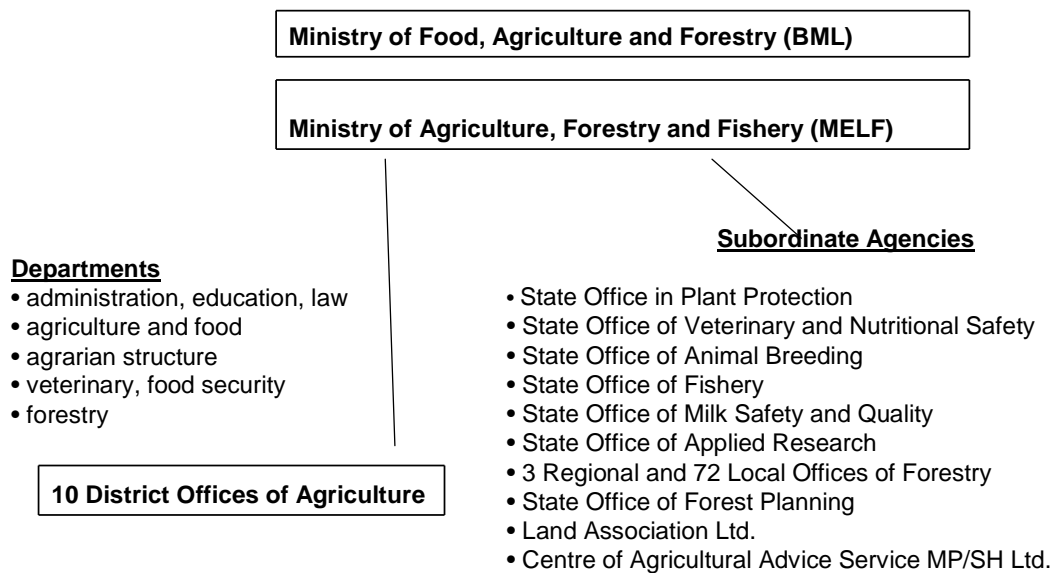 Ministry of Food, Agriculture and Forestry (BML)
Ministry of Agriculture, Forestry and Fishery (MELF)
Departments
• administration, education, law
• agriculture and food
• agrarian structure
• veterinary, food security
• forestry
10 District Offices of Agriculture
Subordinate Agencies
• State Office in Plant Protection
• State Office of Veterinary and Nutritional Safety
• State Office of Animal Breeding
• State Office of Fishery
• State Office of Milk Safety and Quality
• State Office of Applied Research
• 3 Regional and 72 Local Offices of Forestry
• State Office of Forest Planning
• Land Association Ltd.
• Centre of Agricultural Advice Service MP/SH Ltd.